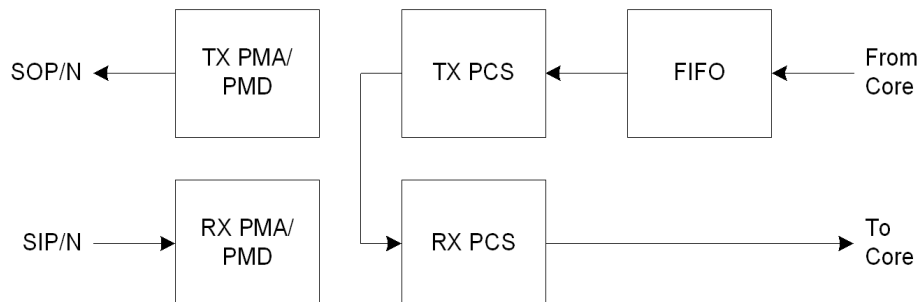 SOP/N
TX PMA/
PMD
TX PCS
FIFO
From
Core
SIP/N
RX PMA/
PMD
RX PCS
To
Core